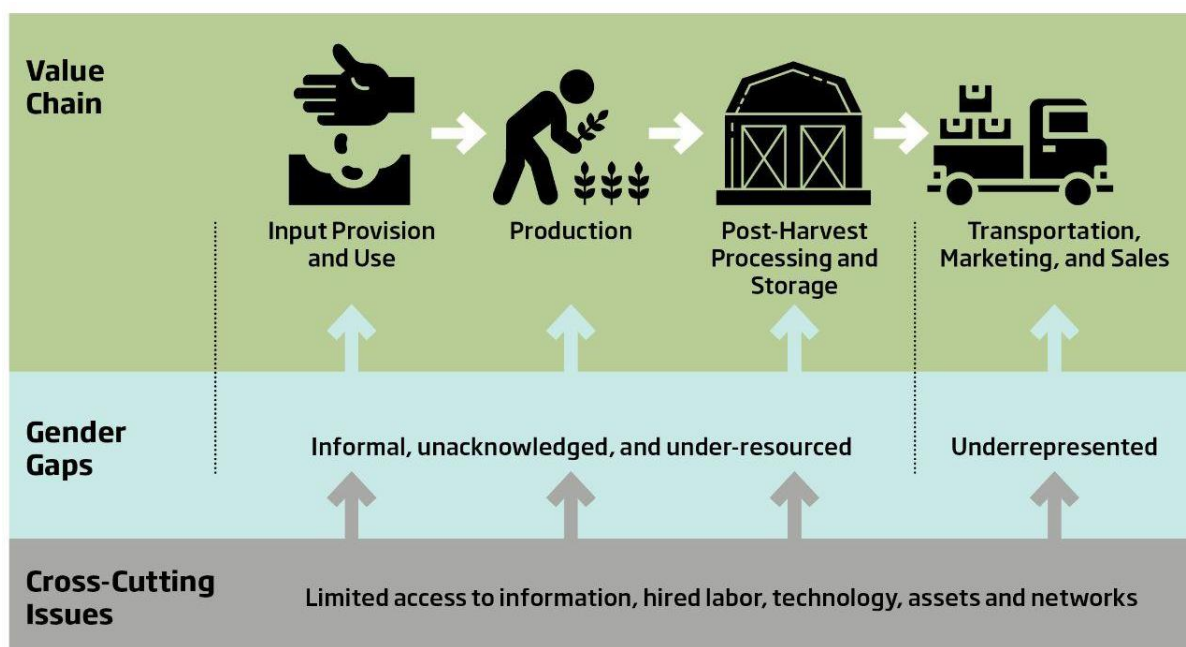 Value
Chain
Input Provision
and Use
Production
Post-Harvest
Processing and
Storage
Transportation,
Marketing, and Sales
Gender
Gaps
Informal, unacknowledged, and under-resourced
Underrepresented
Cross-Cutting
Issues
Limited access to information, hired labor, technology, assets and networks